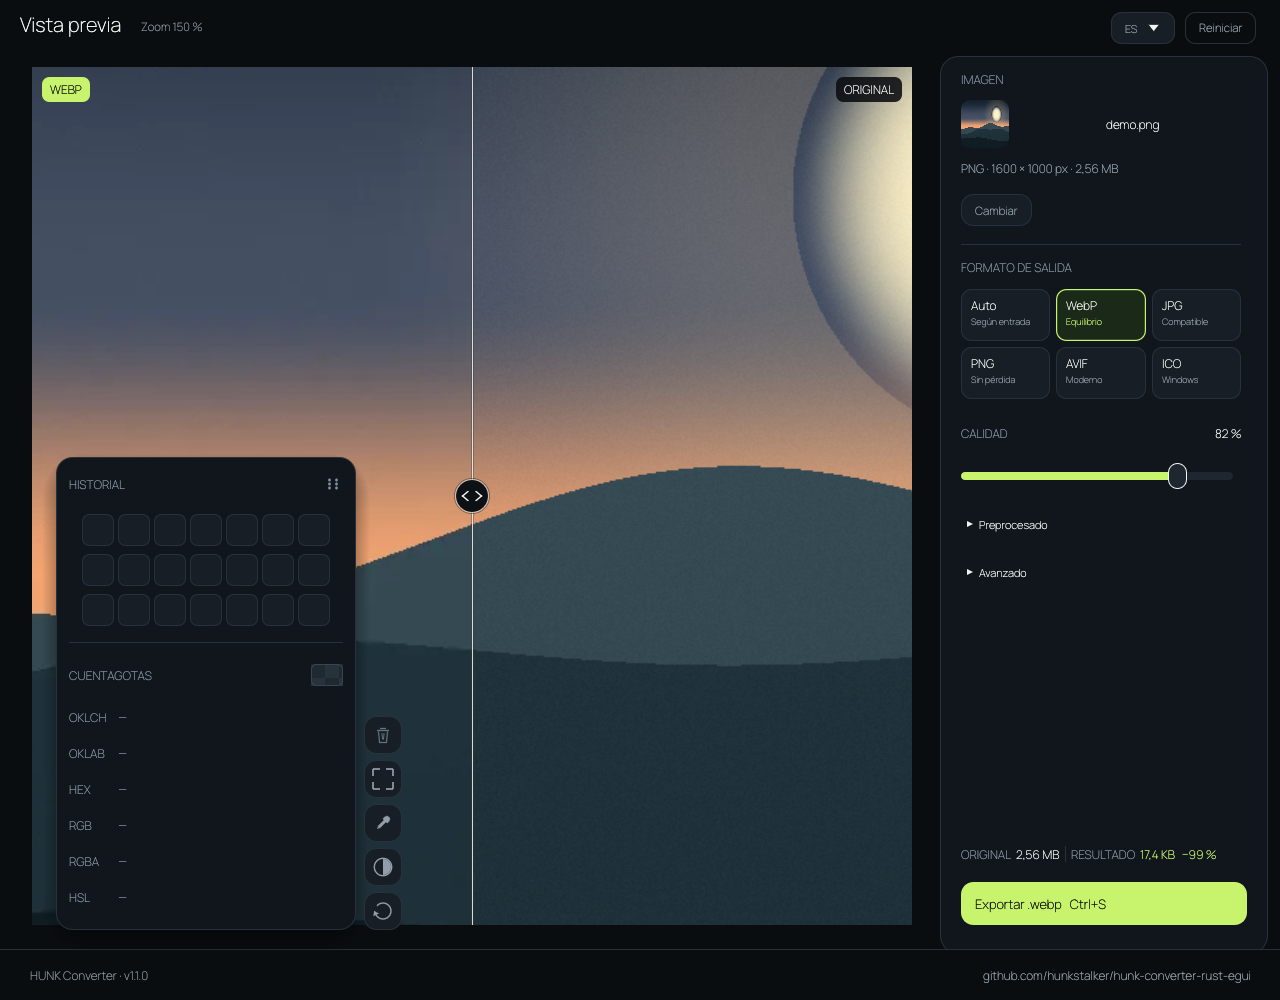 Vista previa
Zoom 150 %
ES
Reiniciar
WEBP
ORIGINAL
IMAGEN
demo.png
PNG · 1600 × 1000 px · 2,56 MB
Cambiar
FORMATO DE SALIDA
Auto
Según entrada
WebP
Equilibrio
JPG
Compatible
PNG
Sin pérdida
AVIF
Moderno
ICO
Windows
CALIDAD
82 %
Preprocesado
Avanzado
HISTORIAL
CUENTAGOTAS
OKLCH —
OKLAB —
HEX —
RGB —
RGBA —
HSL —
ORIGINAL 2,56 MB RESULTADO 17,4 KB −99 %
Exportar .webp Ctrl+S
HUNK Converter · v1.1.0
github.com/hunkstalker/hunk-converter-rust-egui